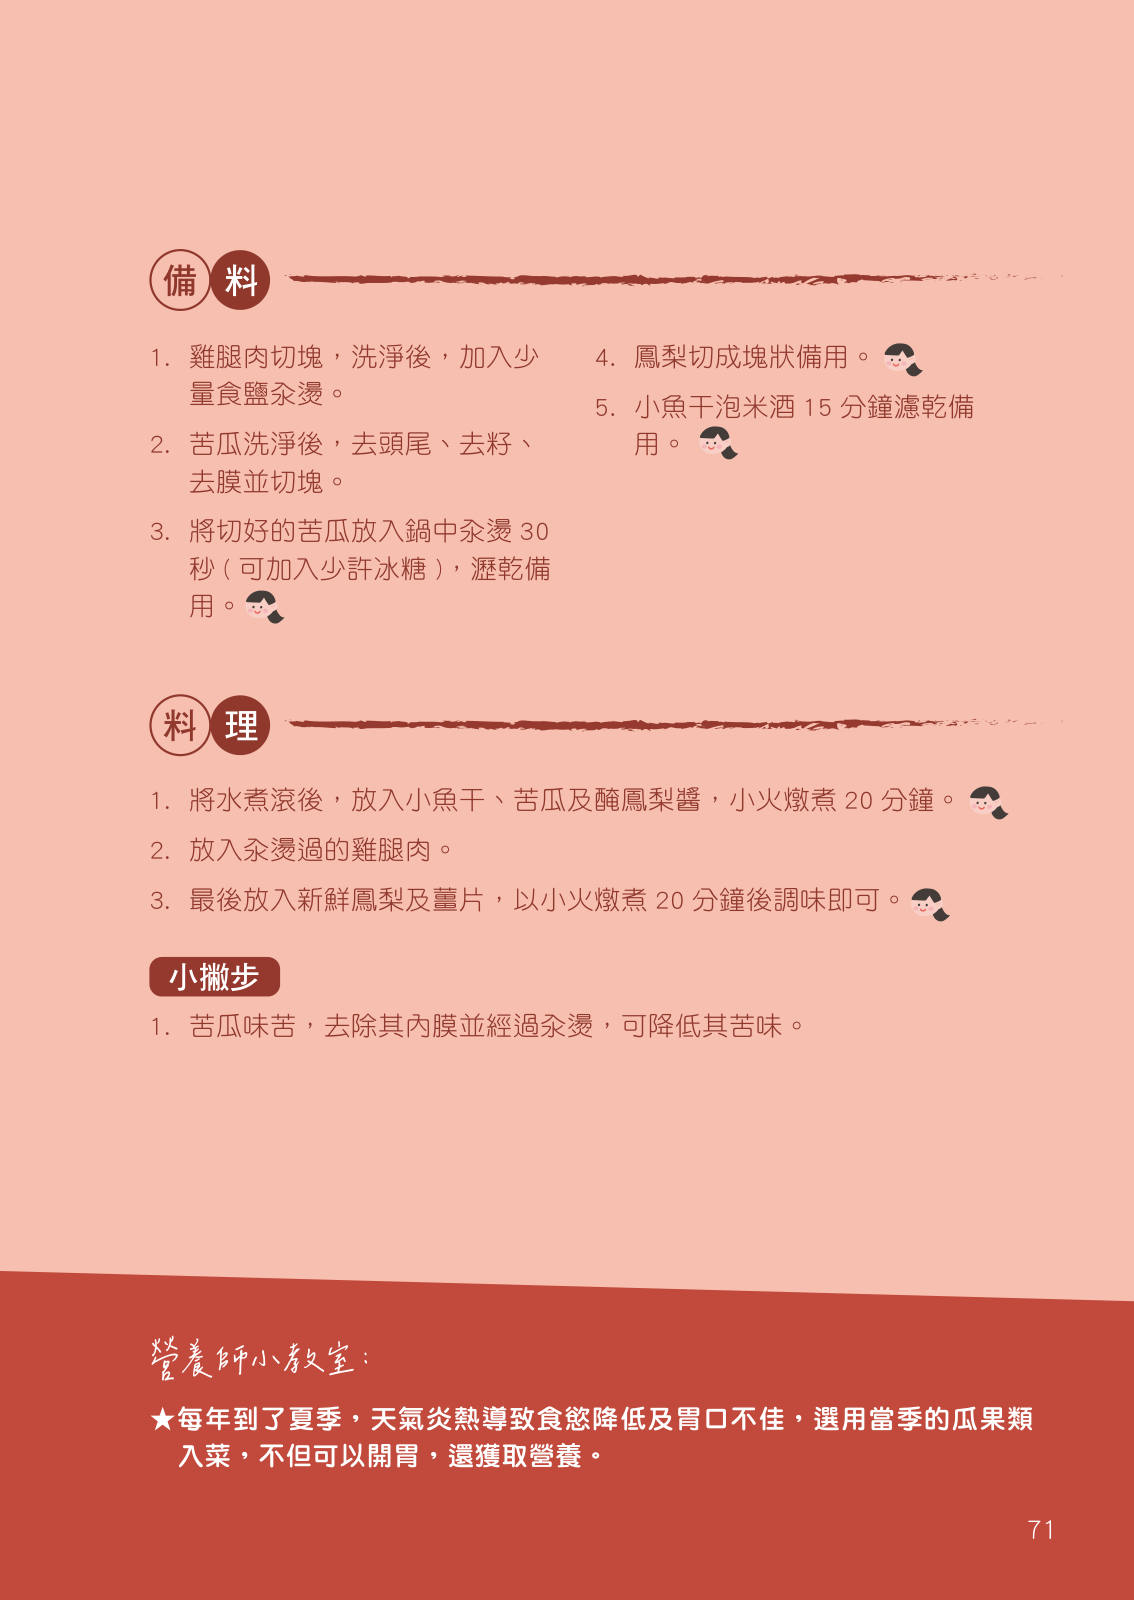 備料
1. 雞腿肉切塊，洗淨後，加入少
量食鹽汆燙。
2. 苦瓜洗淨後，去頭尾、去籽、
去膜並切塊。
3. 將切好的苦瓜放入鍋中汆燙 30
秒 ( 可加入少許冰糖 )，瀝乾備
用。
4. 鳳梨切成塊狀備用。
5. 小魚干泡米酒 15 分鐘濾乾備
用。
料理
1. 將水煮滾後，放入小魚干、苦瓜及醃鳳梨醬，小火燉煮 20 分鐘。
2. 放入汆燙過的雞腿肉。
3. 最後放入新鮮鳳梨及薑片，以小火燉煮 20 分鐘後調味即可。
小撇步
1. 苦瓜味苦，去除其內膜並經過汆燙，可降低其苦味。
營養師小教室：
★每年到了夏季，天氣炎熱導致食慾降低及胃口不佳，選用當季的瓜果類
入菜，不但可以開胃，還獲取營養。
71